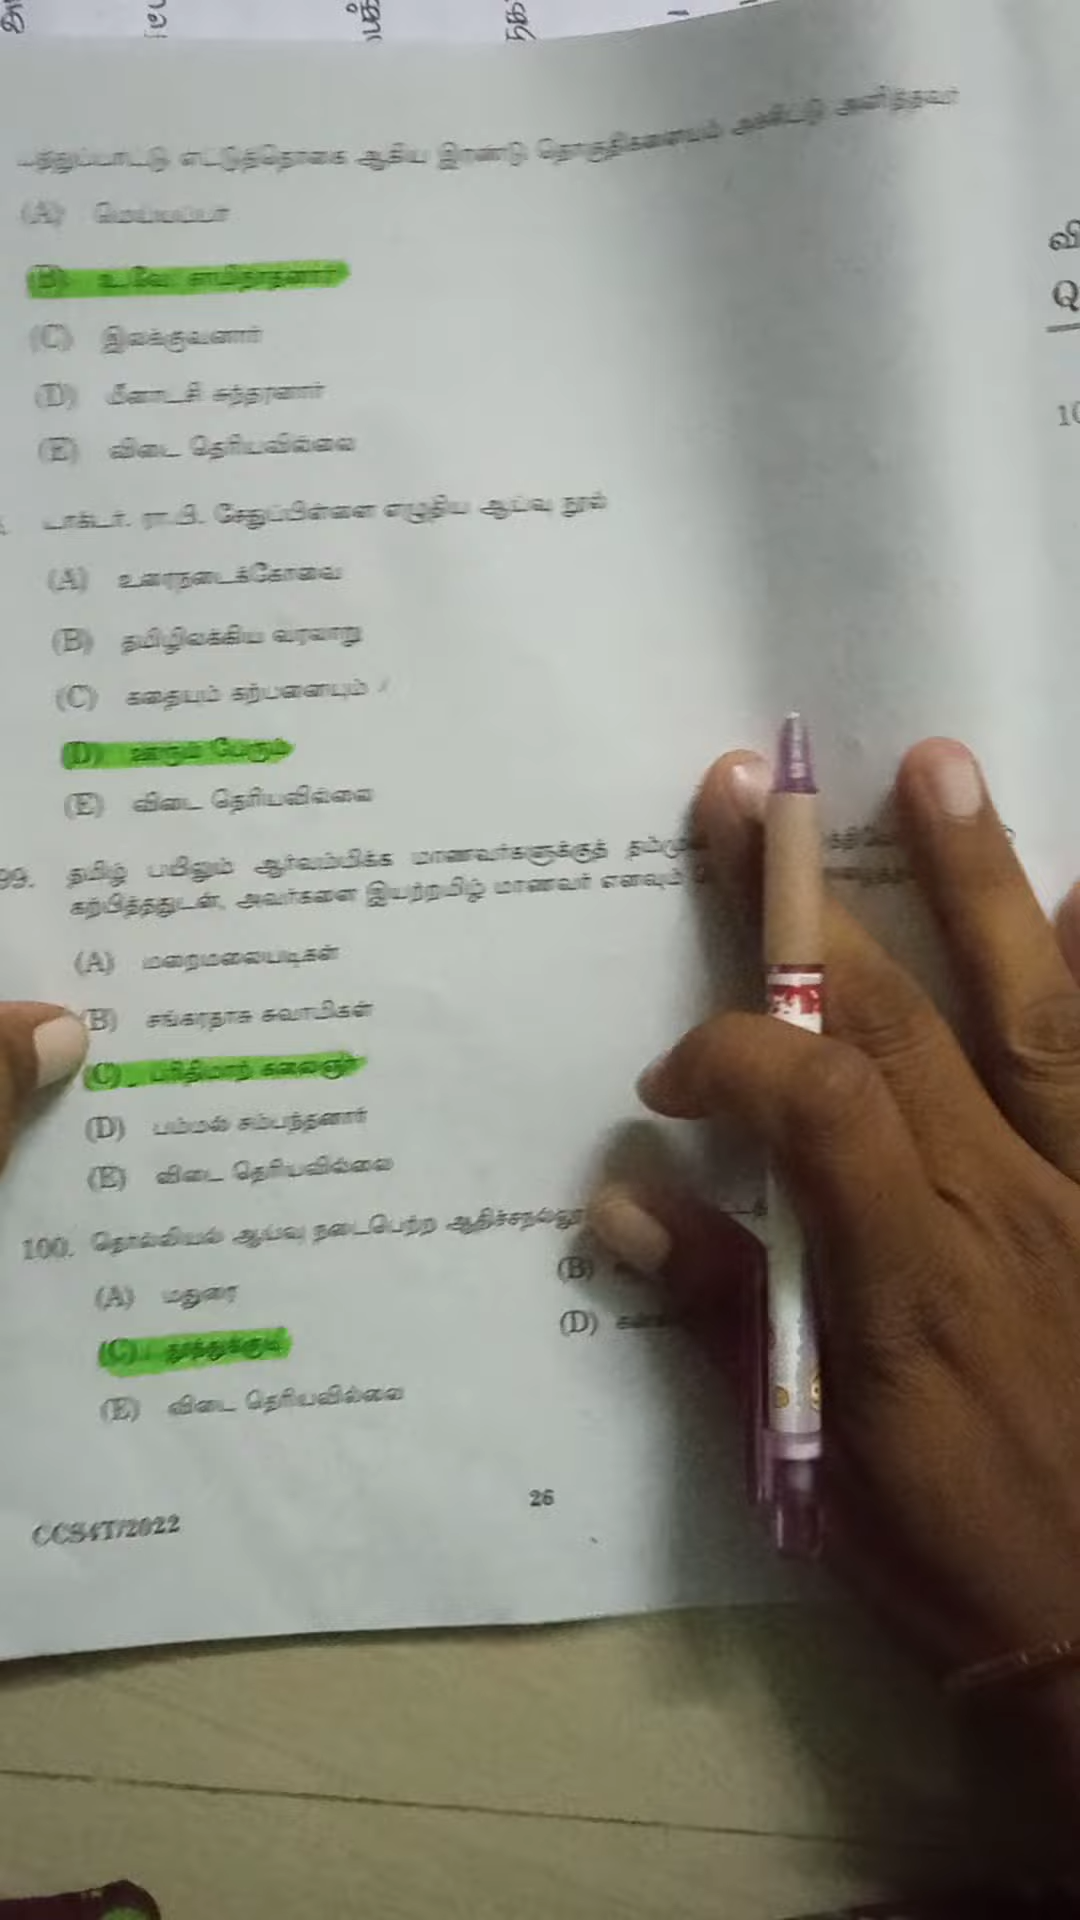 பத்துப்பாட்டு எட்டுத்தொகை ஆகிய இரண்டு தொகுதிகளையும் அச்சிட்டு அளித்தவர்
(A) மெய்யப்பர்
(B) உ.வே. சாமிநாதனார்
(C) இலக்குவனார்
(D) மீனாட்சி சுந்தரனார்
(E) விடை தெரியவில்லை
டாக்டர். ரா.பி. சேதுப்பிள்ளை எழுதிய ஆய்வு நூல்
(A) உரைநடைக்கோவை
(B) தமிழிலக்கிய வரலாறு
(C) கதையும் கற்பனையும்
(D) ஊரும் பேரும்
(E) விடை தெரியவில்லை
99. தமிழ் பயிலும் ஆர்வம்மிக்க மாணவர்களுக்குத்
கற்பித்ததுடன், அவர்களை இயற்றமிழ் மாணவர் எனவும்
(A) மறைமலையடிகள்
(B) சங்கரதாச சுவாமிகள்
(C) பரிதிமாற் கலைஞர்
(D) பம்மல் சம்பந்தனார்
(E) விடை தெரியவில்லை
100. தொல்லியல் ஆய்வு நடைபெற்ற
(A) மதுரை (B)
(C) (D)
(E) விடை தெரியவில்லை
26
CCS4T/2022